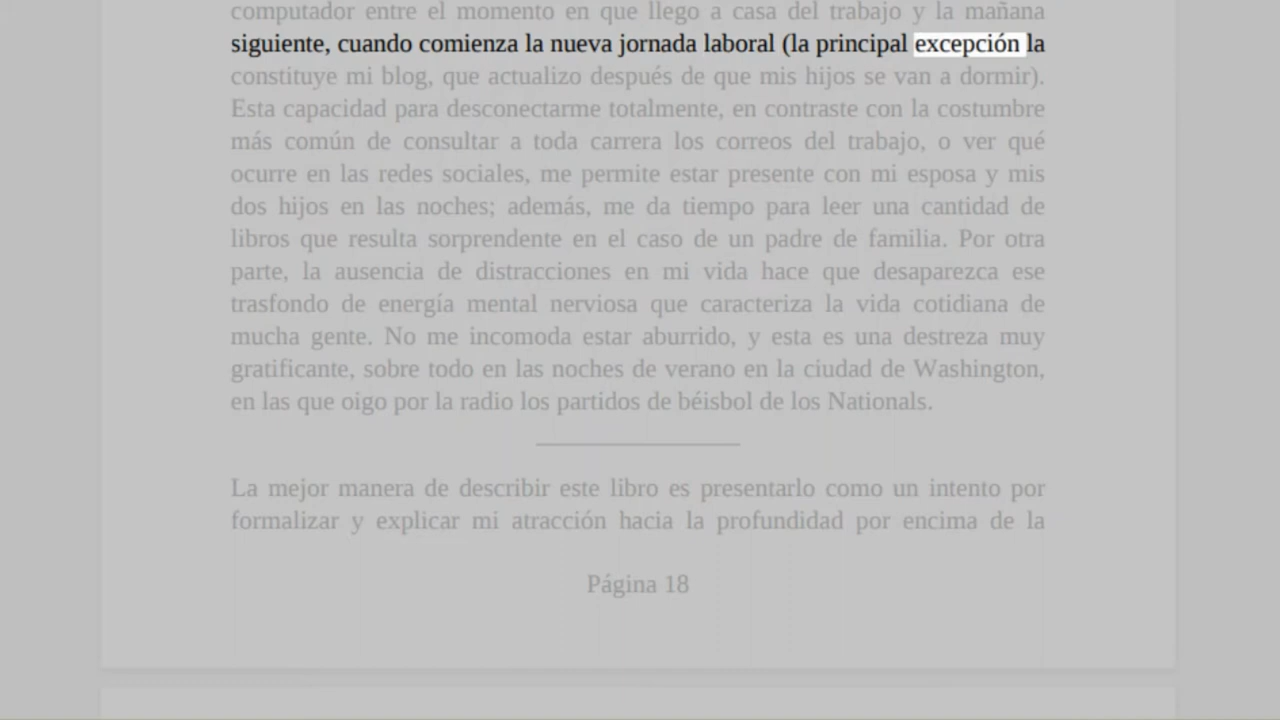 computador entre el momento en que llego a casa del trabajo y la mañana
siguiente, cuando comienza la nueva jornada laboral (la principal excepción la
constituye mi blog, que actualizo después de que mis hijos se van a dormir).
Esta capacidad para desconectarme totalmente, en contraste con la costumbre
más común de consultar a toda carrera los correos del trabajo, o ver qué
ocurre en las redes sociales, me permite estar presente con mi esposa y mis
dos hijos en las noches; además, me da tiempo para leer una cantidad de
libros que resulta sorprendente en el caso de un padre de familia. Por otra
parte, la ausencia de distracciones en mi vida hace que desaparezca ese
trasfondo de energía mental nerviosa que caracteriza la vida cotidiana de
mucha gente. No me incomoda estar aburrido, y esta es una destreza muy
gratificante, sobre todo en las noches de verano en la ciudad de Washington,
en las que oigo por la radio los partidos de béisbol de los Nationals.
La mejor manera de describir este libro es presentarlo como un intento por
formalizar y explicar mi atracción hacia la profundidad por encima de la
Página 18